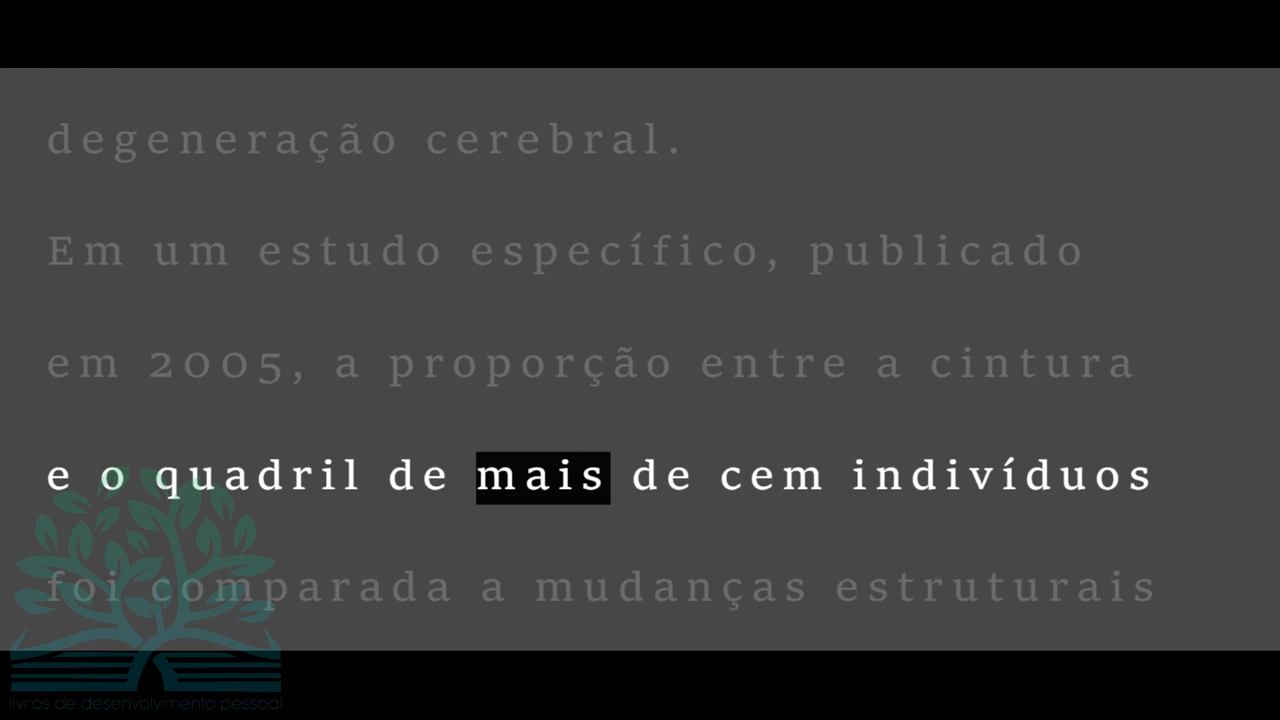 degeneração cerebral.
Em um estudo específico, publicado
em 2005, a proporção entre a cintura
e o quadril de mais de cem indivíduos
foi comparada a mudanças estruturais
livros de desenvolvimento pessoal